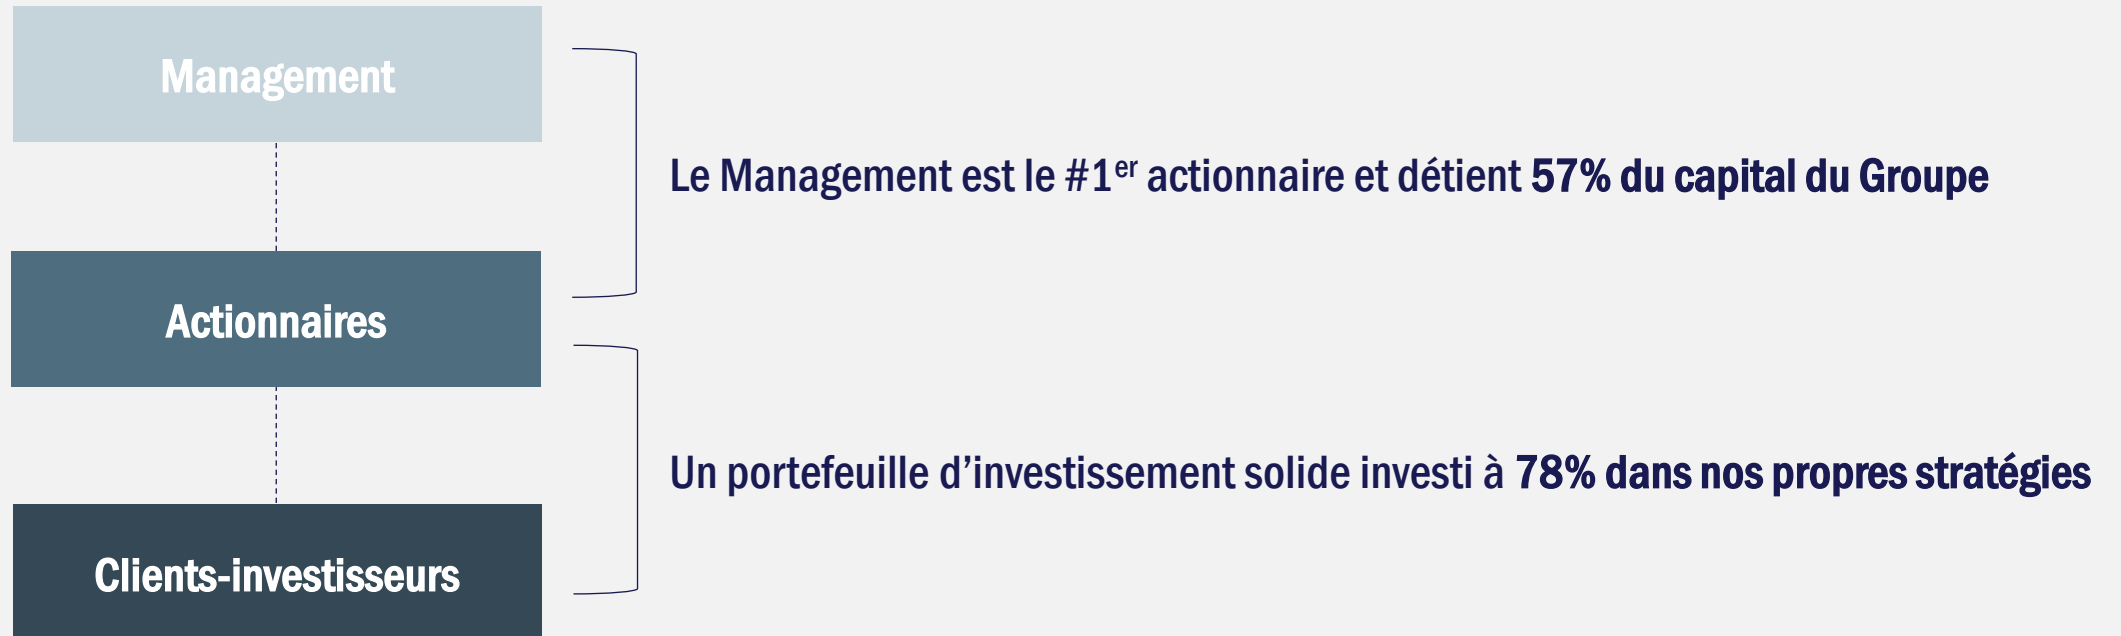 Management
Le Management est le #1er actionnaire et détient 57% du capital du Groupe
Actionnaires
Un portefeuille d’investissement solide investi à 78% dans nos propres stratégies
Clients-investisseurs